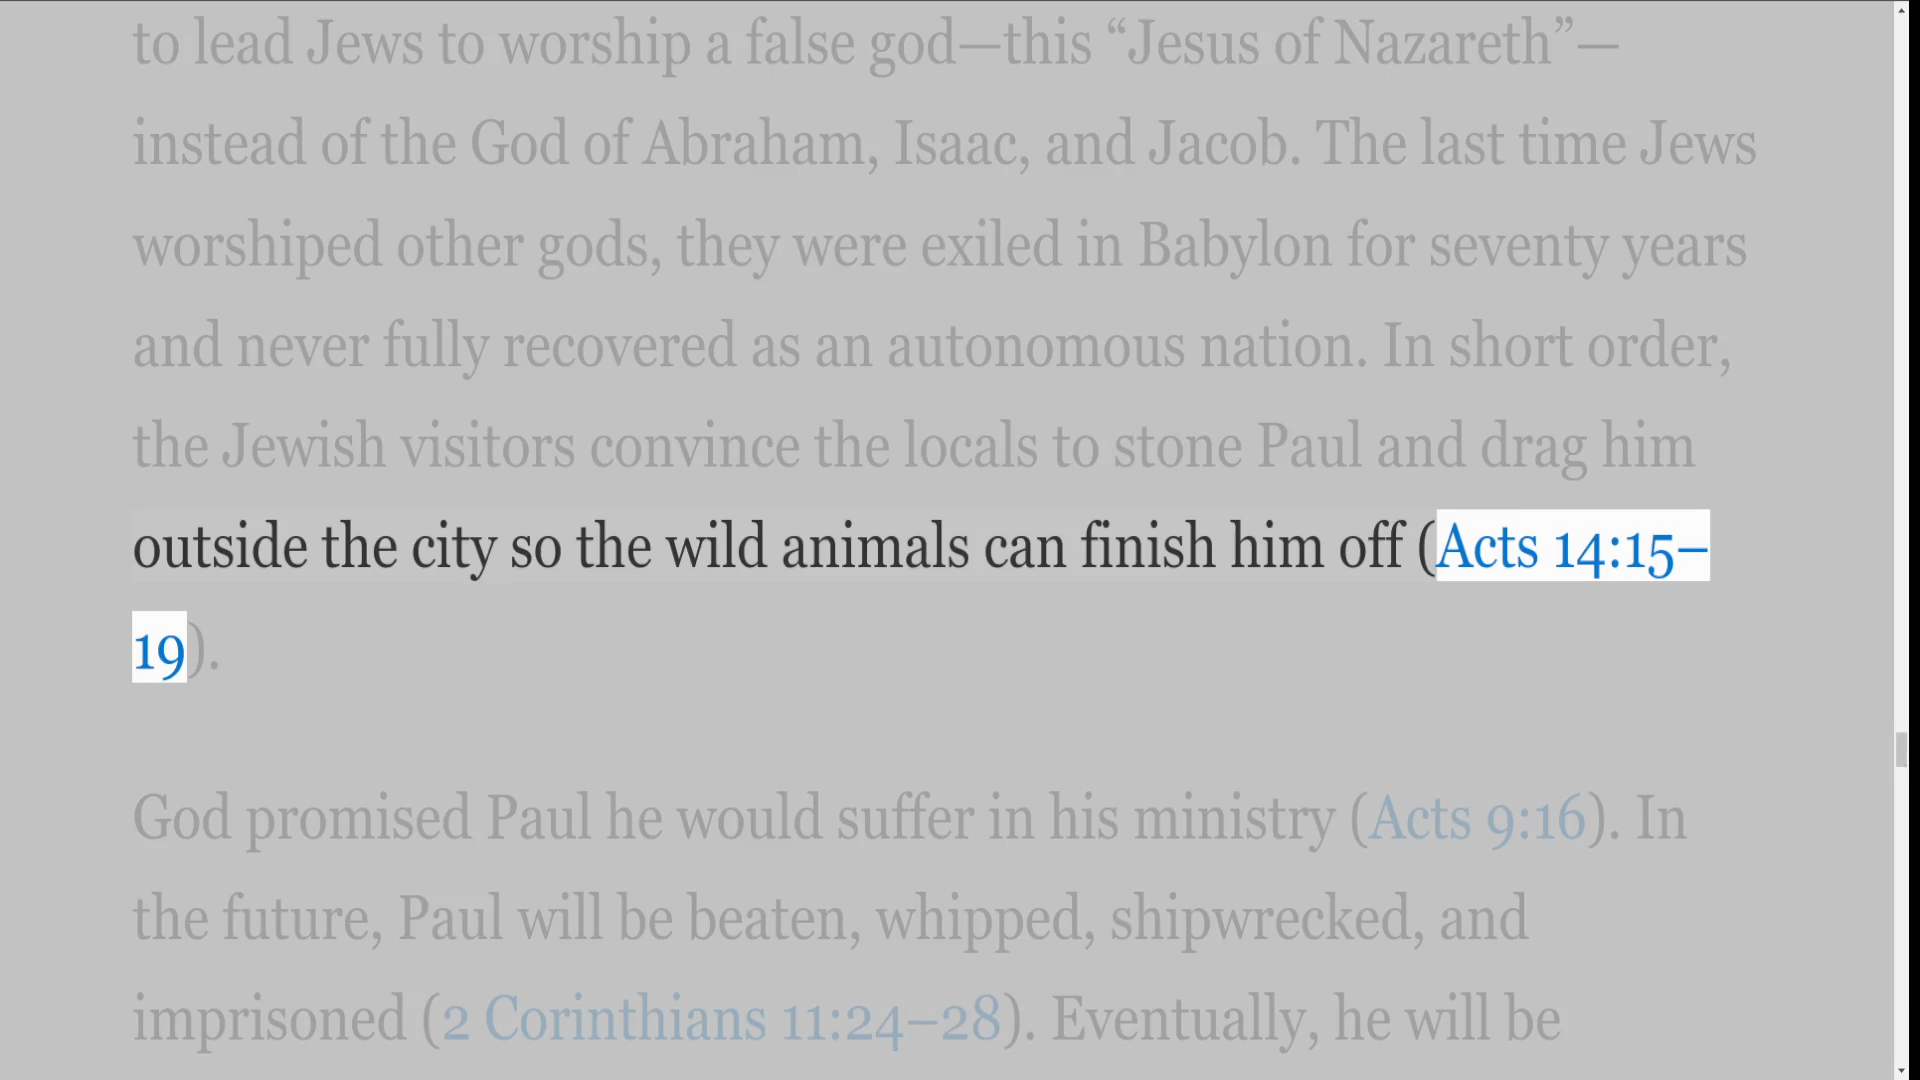 to lead Jews to worship a false god—this “Jesus of Nazareth”—
instead of the God of Abraham, Isaac, and Jacob. The last time Jews
worshiped other gods, they were exiled in Babylon for seventy years
and never fully recovered as an autonomous nation. In short order,
the Jewish visitors convince the locals to stone Paul and drag him
outside the city so the wild animals can finish him off (Acts 14:15–
19).
God promised Paul he would suffer in his ministry (Acts 9:16). In
the future, Paul will be beaten, whipped, shipwrecked, and
imprisoned (2 Corinthians 11:24–28). Eventually, he will be